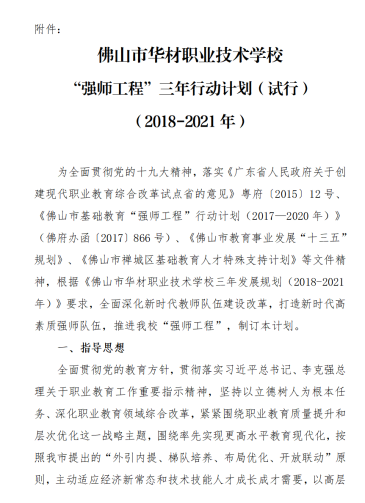 附件：
佛山市华材职业技术学校
“强师工程”三年行动计划（试行）
（2018-2021 年）
为全面贯彻党的十九大精神，落实《广东省人民政府关于创
建现代职业教育综合改革试点省的意见》粤府〔2015〕12 号、
《佛山市基础教育“强师工程”行动计划（2017—2020 年）》
（佛府办函〔2017〕866 号）、《佛山市教育事业发展“十三五”
规划》、《佛山市禅城区基础教育人才特殊支持计划》等文件精
神，根据《佛山市华材职业技术学校三年发展规划（2018-2021
年）》要求，全面深化新时代教师队伍建设改革，打造新时代高
素质强师队伍，推进我校“强师工程”，制订本计划。
一、指导思想
全面贯彻党的教育方针，贯彻落实习近平总书记、李克强总
理关于职业教育工作重要指示精神，坚持以立德树人为根本任
务、深化职业教育领域综合改革，紧紧围绕职业教育质量提升和
层次优化这一战略主题，围绕率先实现更高水平教育现代化，按
照我市提出的“外引内提、梯队培养、布局优化、开放联动”原
则，主动适应经济新常态和技术技能人才成长成才需要，以高层